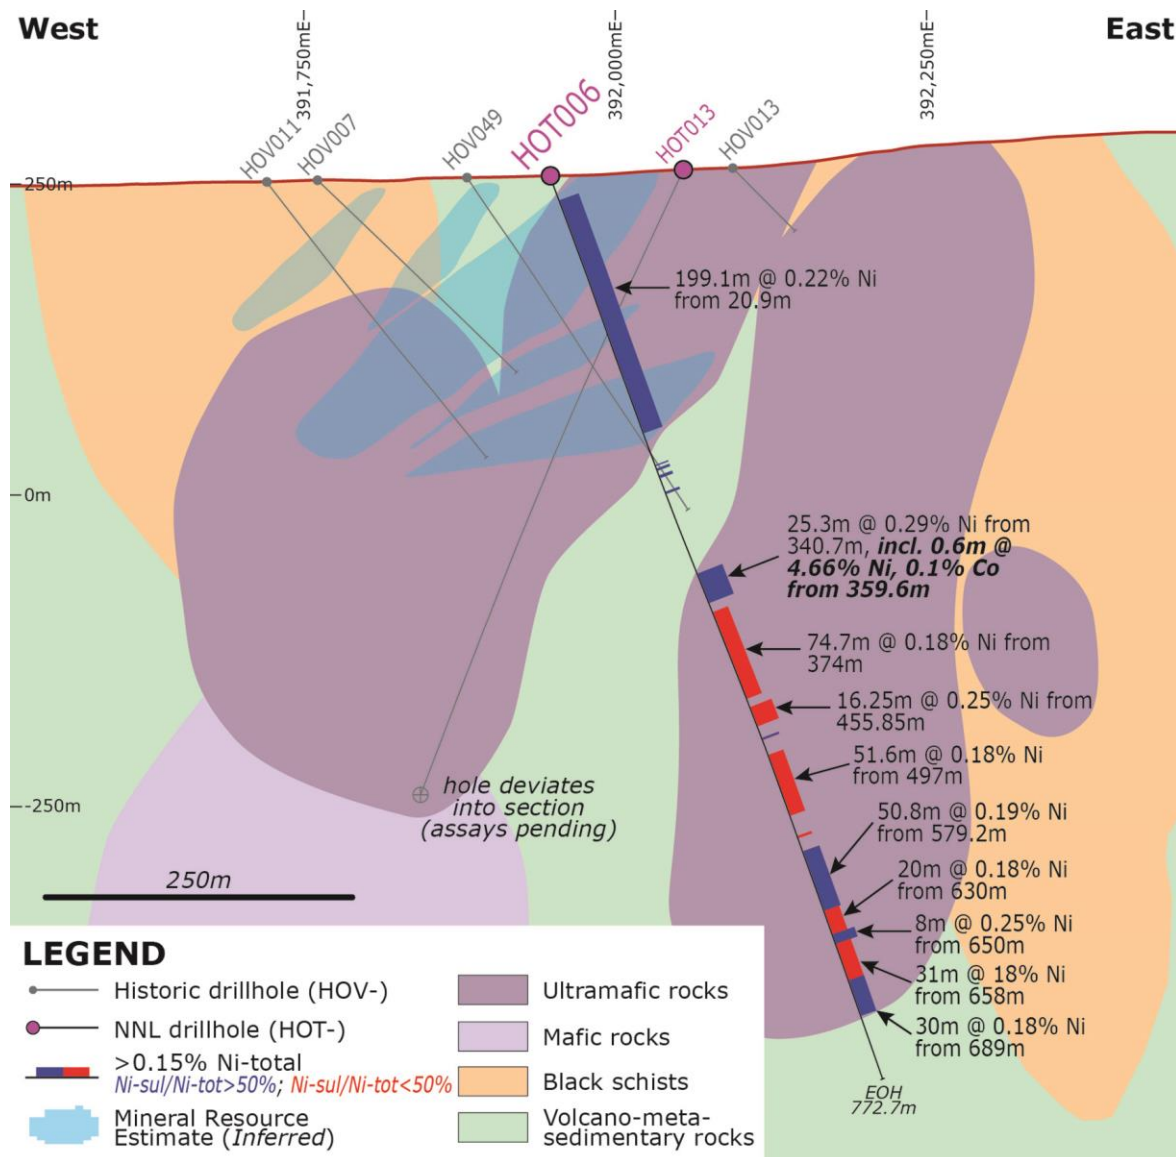 West
East
391,750mE
392,000mE
392,250mE
HOV011
HOV007
HOV049
HOT006
HOT013
HOV013
250m
0m
-250m
199.1m @ 0.22% Ni
from 20.9m
25.3m @ 0.29% Ni from
340.7m, incl. 0.6m @
4.66% Ni, 0.1% Co
from 359.6m
74.7m @ 0.18% Ni from
374m
16.25m @ 0.25% Ni from
455.85m
51.6m @ 0.18% Ni
from 497m
50.8m @ 0.19% Ni
from 579.2m
20m @ 0.18% Ni
from 630m
8m @ 0.25% Ni
from 650m
31m @ 18% Ni
from 658m
30m @ 0.18% Ni
from 689m
hole deviates
into section
(assays pending)
250m
EOH
772.7m
LEGEND
Historic drillhole (HOV-)
NNL drillhole (HOT-)
>0.15% Ni-total
Ni-sul/Ni-tot>50%; Ni-sul/Ni-tot<50%
Mineral Resource
Estimate (Inferred)
Ultramafic rocks
Mafic rocks
Black schists
Volcano-meta-
sedimentary rocks